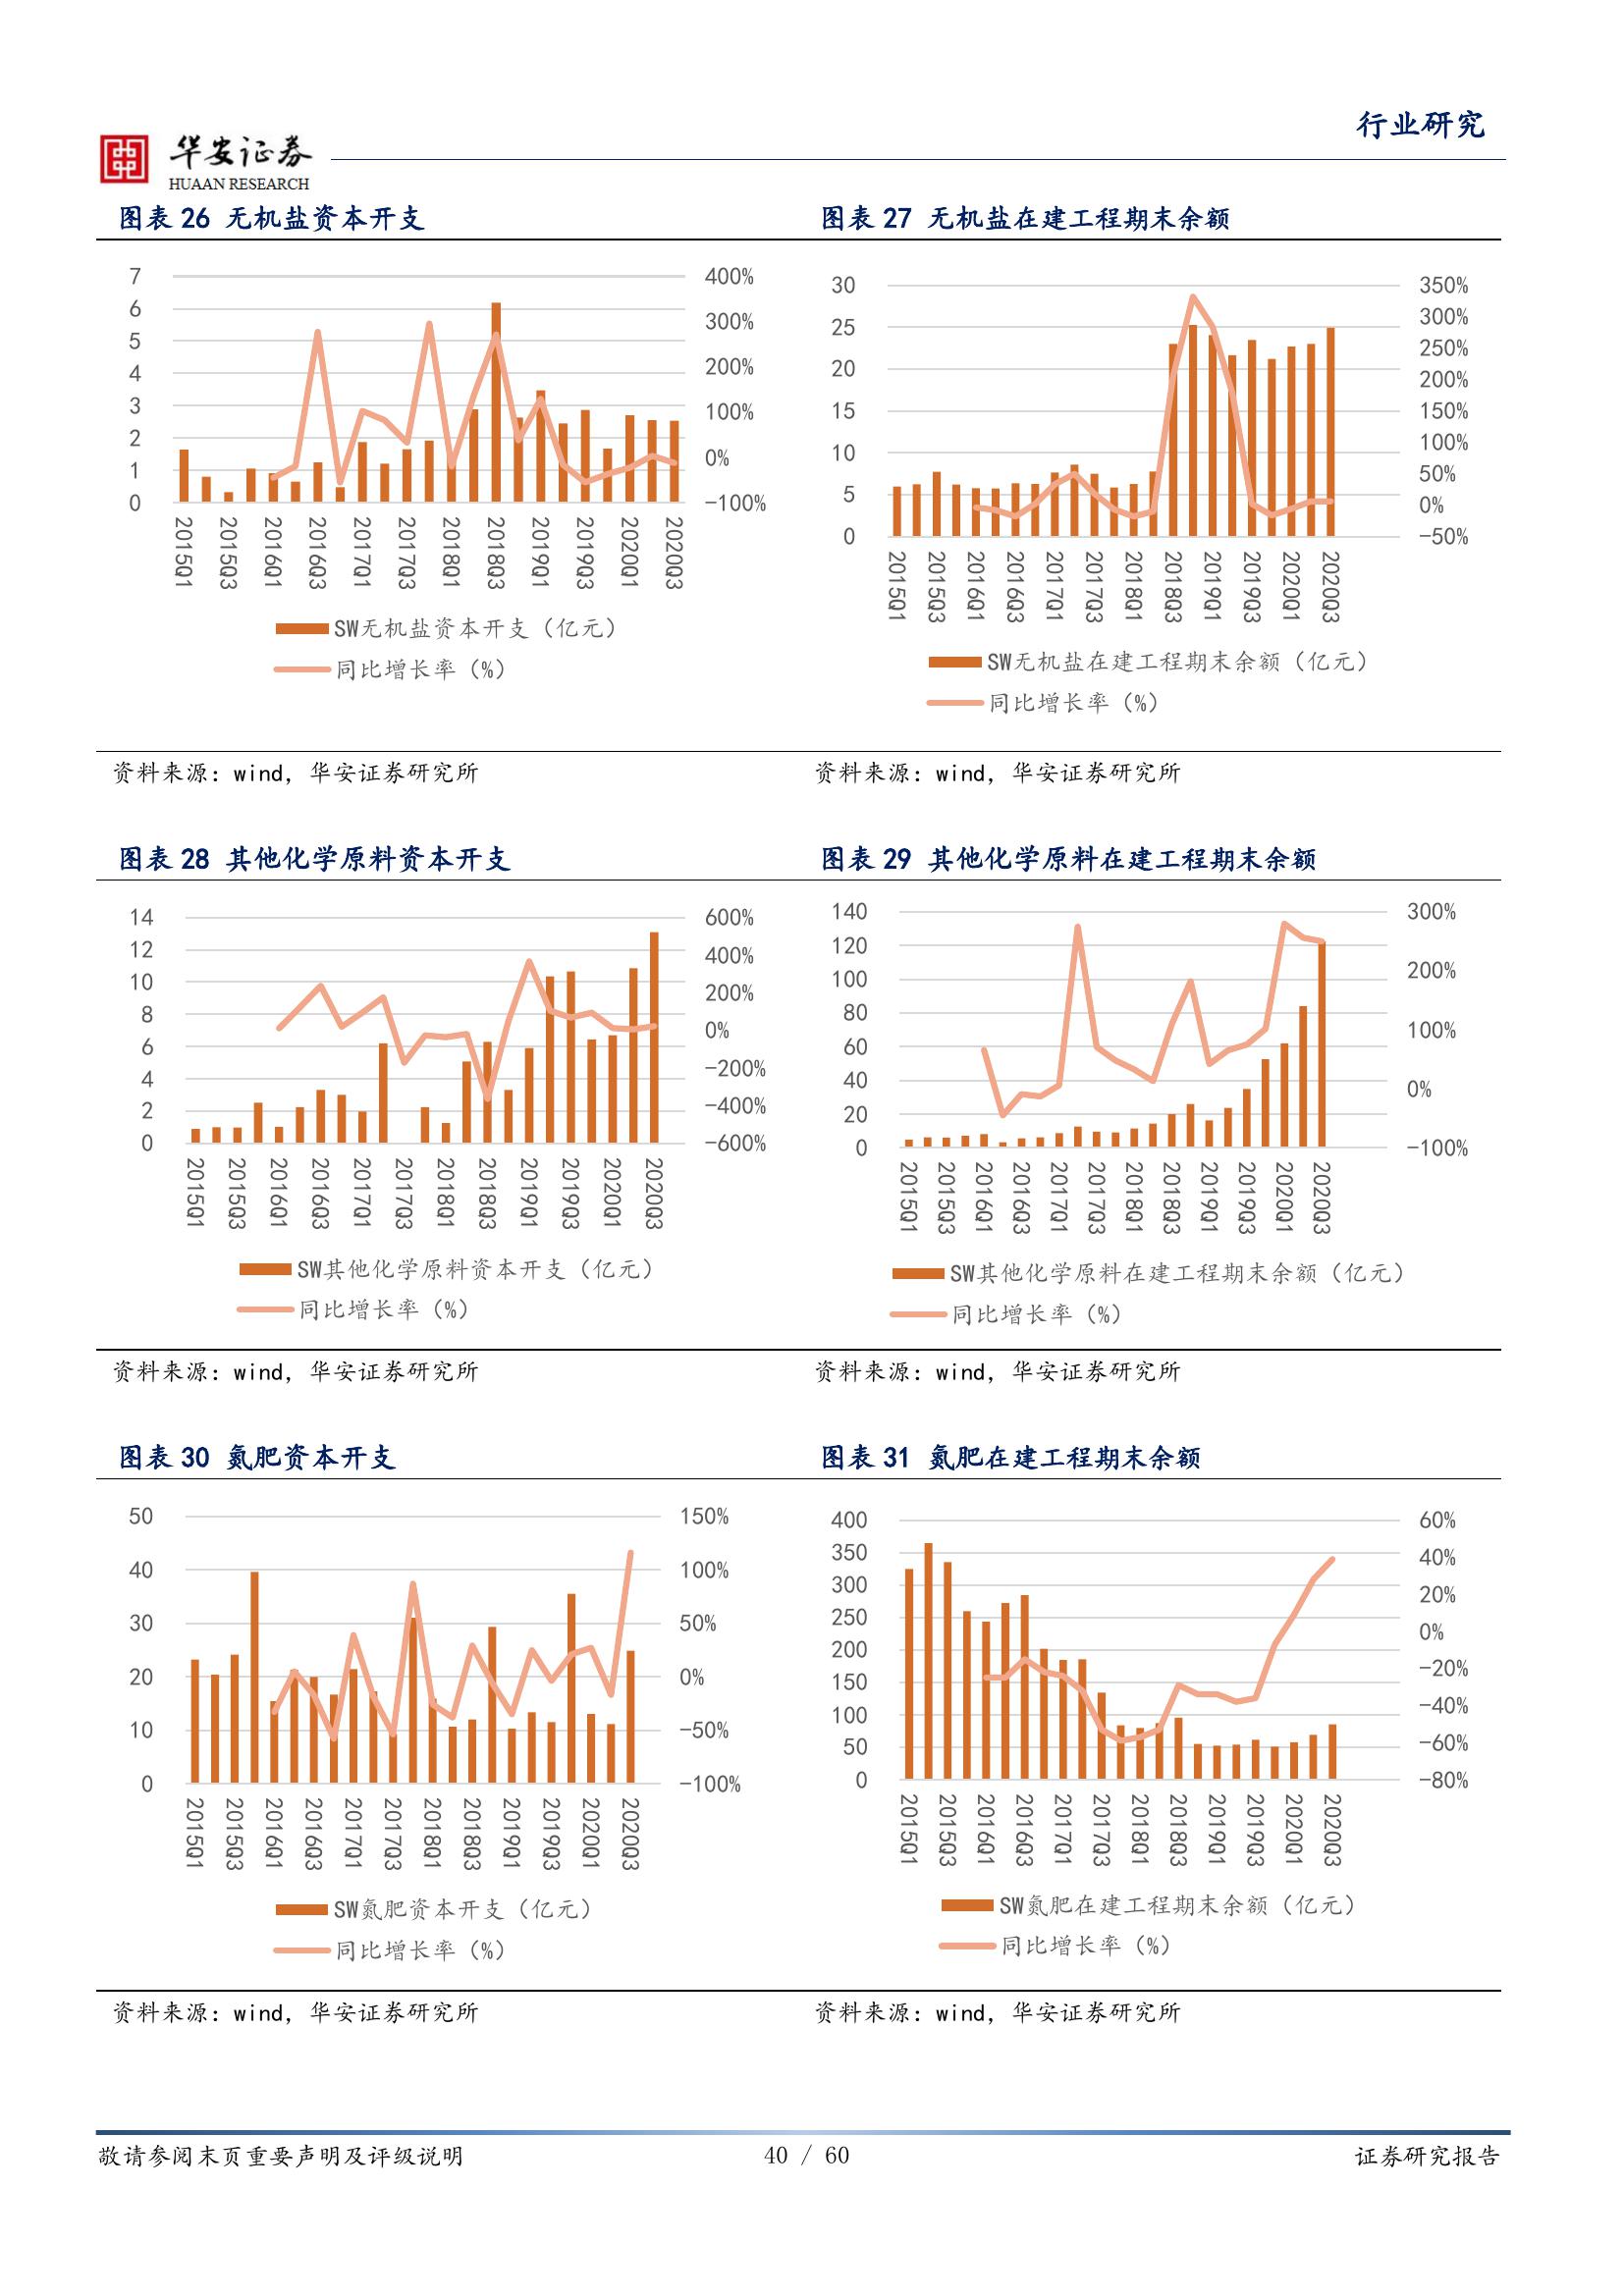 行业研究
华安证券
HUAAN RESEARCH
图表 26 无机盐资本开支
7
6
5
4
3
2
1
0
400%
300%
200%
100%
0%
-100%
2015Q1
2015Q3
2016Q1
2016Q3
2017Q1
2017Q3
2018Q1
2018Q3
2019Q1
2019Q3
2020Q1
2020Q3
SW无机盐资本开支（亿元）
同比增长率（%）
资料来源：wind，华安证券研究所
图表 27 无机盐在建工程期末余额
30
25
20
15
10
5
0
350%
300%
250%
200%
150%
100%
50%
0%
-50%
2015Q1
2015Q3
2016Q1
2016Q3
2017Q1
2017Q3
2018Q1
2018Q3
2019Q1
2019Q3
2020Q1
2020Q3
SW无机盐在建工程期末余额（亿元）
同比增长率（%）
资料来源：wind，华安证券研究所
图表 28 其他化学原料资本开支
14
12
10
8
6
4
2
0
600%
400%
200%
0%
-200%
-400%
-600%
2015Q1
2015Q3
2016Q1
2016Q3
2017Q1
2017Q3
2018Q1
2018Q3
2019Q1
2019Q3
2020Q1
2020Q3
SW其他化学原料资本开支（亿元）
同比增长率（%）
资料来源：wind，华安证券研究所
图表 29 其他化学原料在建工程期末余额
140
120
100
80
60
40
20
0
300%
200%
100%
0%
-100%
2015Q1
2015Q3
2016Q1
2016Q3
2017Q1
2017Q3
2018Q1
2018Q3
2019Q1
2019Q3
2020Q1
2020Q3
SW其他化学原料在建工程期末余额（亿元）
同比增长率（%）
资料来源：wind，华安证券研究所
图表 30 氮肥资本开支
50
40
30
20
10
0
150%
100%
50%
0%
-50%
-100%
2015Q1
2015Q3
2016Q1
2016Q3
2017Q1
2017Q3
2018Q1
2018Q3
2019Q1
2019Q3
2020Q1
2020Q3
SW氮肥资本开支（亿元）
同比增长率（%）
资料来源：wind，华安证券研究所
图表 31 氮肥在建工程期末余额
400
350
300
250
200
150
100
50
0
60%
40%
20%
0%
-20%
-40%
-60%
-80%
2015Q1
2015Q3
2016Q1
2016Q3
2017Q1
2017Q3
2018Q1
2018Q3
2019Q1
2019Q3
2020Q1
2020Q3
SW氮肥在建工程期末余额（亿元）
同比增长率（%）
资料来源：wind，华安证券研究所
敬请参阅末页重要声明及评级说明
40 / 60
证券研究报告